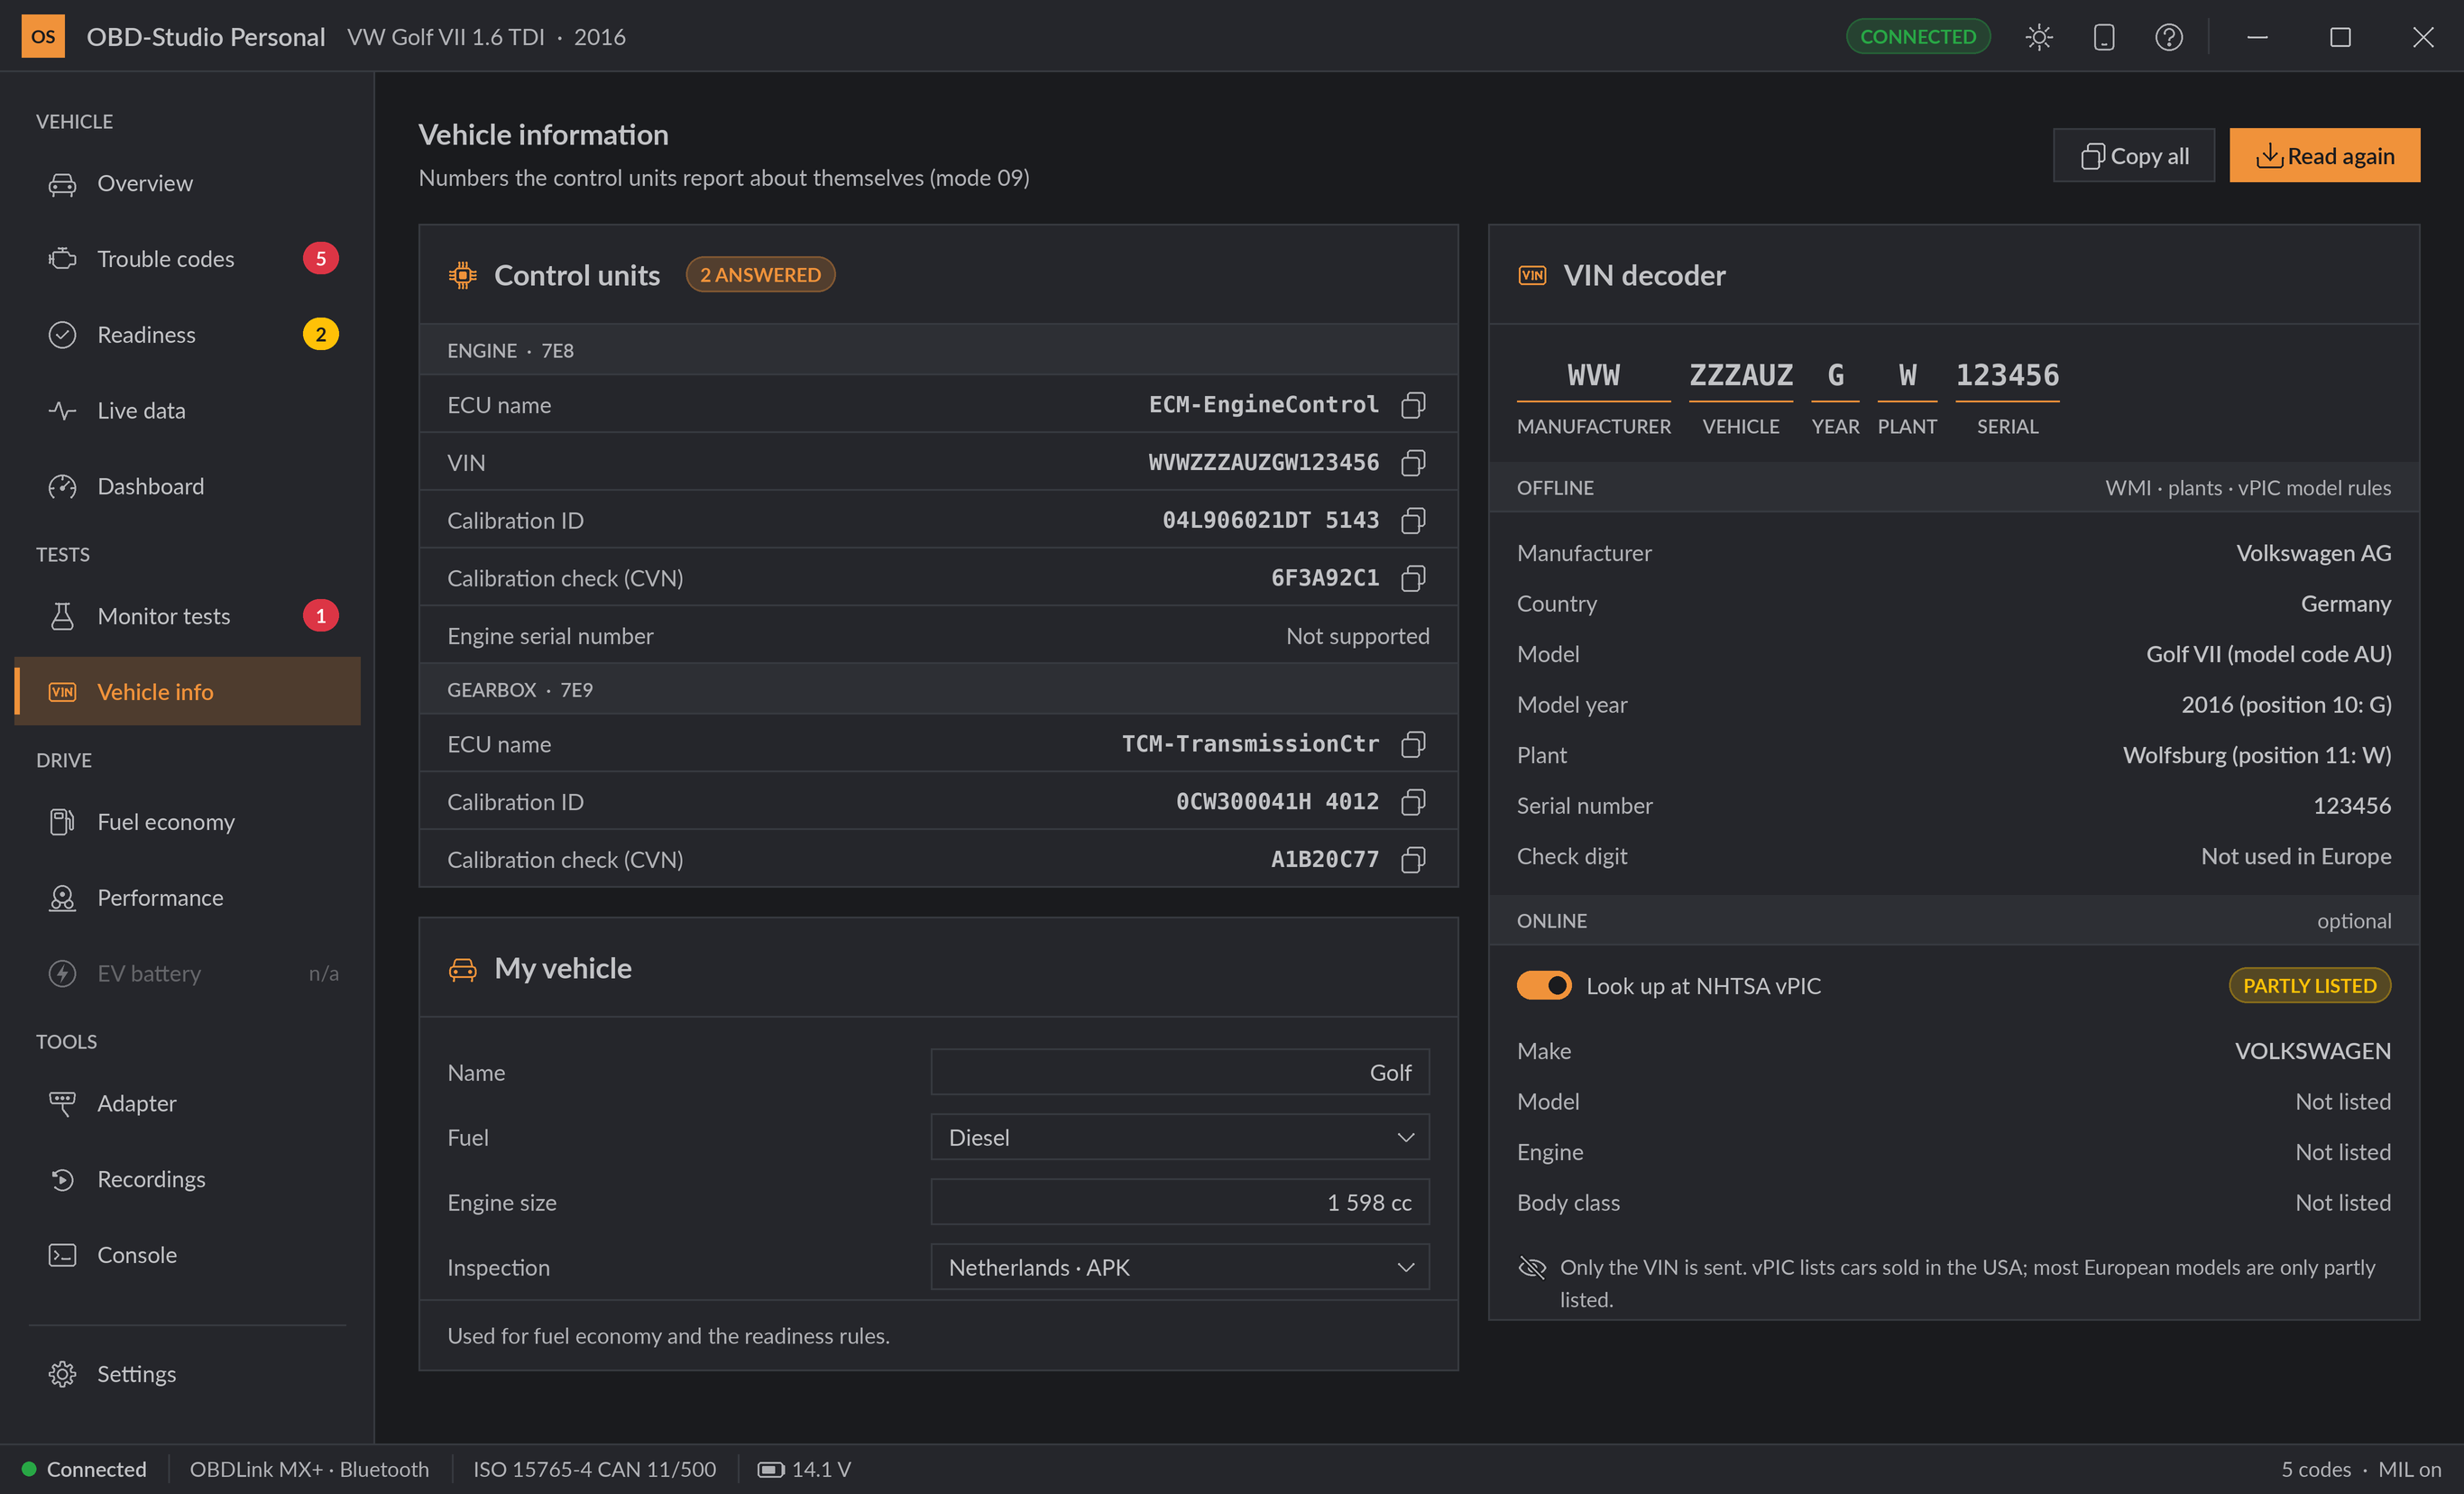 OS OBD-Studio Personal VW Golf VII 1.6 TDI · 2016 CONNECTED
VEHICLE
Overview
Trouble codes 5
Readiness 2
Live data
Dashboard
TESTS
Monitor tests 1
VIN Vehicle info
DRIVE
Fuel economy
Performance
EV battery n/a
TOOLS
Adapter
Recordings
Console
Settings
Vehicle information
Numbers the control units report about themselves (mode 09)
Copy all
Read again
Control units 2 ANSWERED
ENGINE · 7E8
ECU name ECM-EngineControl
VIN WVWZZZAUZGW123456
Calibration ID 04L906021DT 5143
Calibration check (CVN) 6F3A92C1
Engine serial number Not supported
GEARBOX · 7E9
ECU name TCM-TransmissionCtr
Calibration ID 0CW300041H 4012
Calibration check (CVN) A1B20C77
My vehicle
Name Golf
Fuel Diesel
Engine size 1 598 cc
Inspection Netherlands · APK
Used for fuel economy and the readiness rules.
VIN VIN decoder
WVW ZZZAUZ G W 123456
MANUFACTURER VEHICLE YEAR PLANT SERIAL
OFFLINE WMI · plants · vPIC model rules
Manufacturer Volkswagen AG
Country Germany
Model Golf VII (model code AU)
Model year 2016 (position 10: G)
Plant Wolfsburg (position 11: W)
Serial number 123456
Check digit Not used in Europe
ONLINE optional
Look up at NHTSA vPIC PARTLY LISTED
Make VOLKSWAGEN
Model Not listed
Engine Not listed
Body class Not listed
Only the VIN is sent. vPIC lists cars sold in the USA; most European models are only partly
listed.
Connected OBDLink MX+ · Bluetooth ISO 15765-4 CAN 11/500 14.1 V 5 codes · MIL on